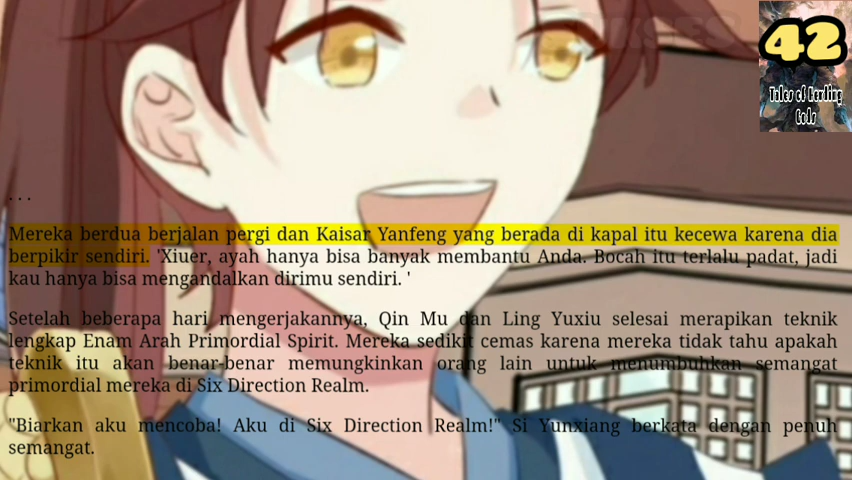 42
Tales of Herding
Gods
. . .
Mereka berdua berjalan pergi dan Kaisar Yanfeng yang berada di kapal itu kecewa karena dia
berpikir sendiri. 'Xiuer, ayah hanya bisa banyak membantu Anda. Bocah itu terlalu padat, jadi
kau hanya bisa mengandalkan dirimu sendiri. '
Setelah beberapa hari mengerjakannya, Qin Mu dan Ling Yuxiu selesai merapikan teknik
lengkap Enam Arah Primordial Spirit. Mereka sedikit cemas karena mereka tidak tahu apakah
teknik itu akan benar-benar memungkinkan orang lain untuk menumbuhkan semangat
primordial mereka di Six Direction Realm.
"Biarkan aku mencoba! Aku di Six Direction Realm!" Si Yunxiang berkata dengan penuh
semangat.